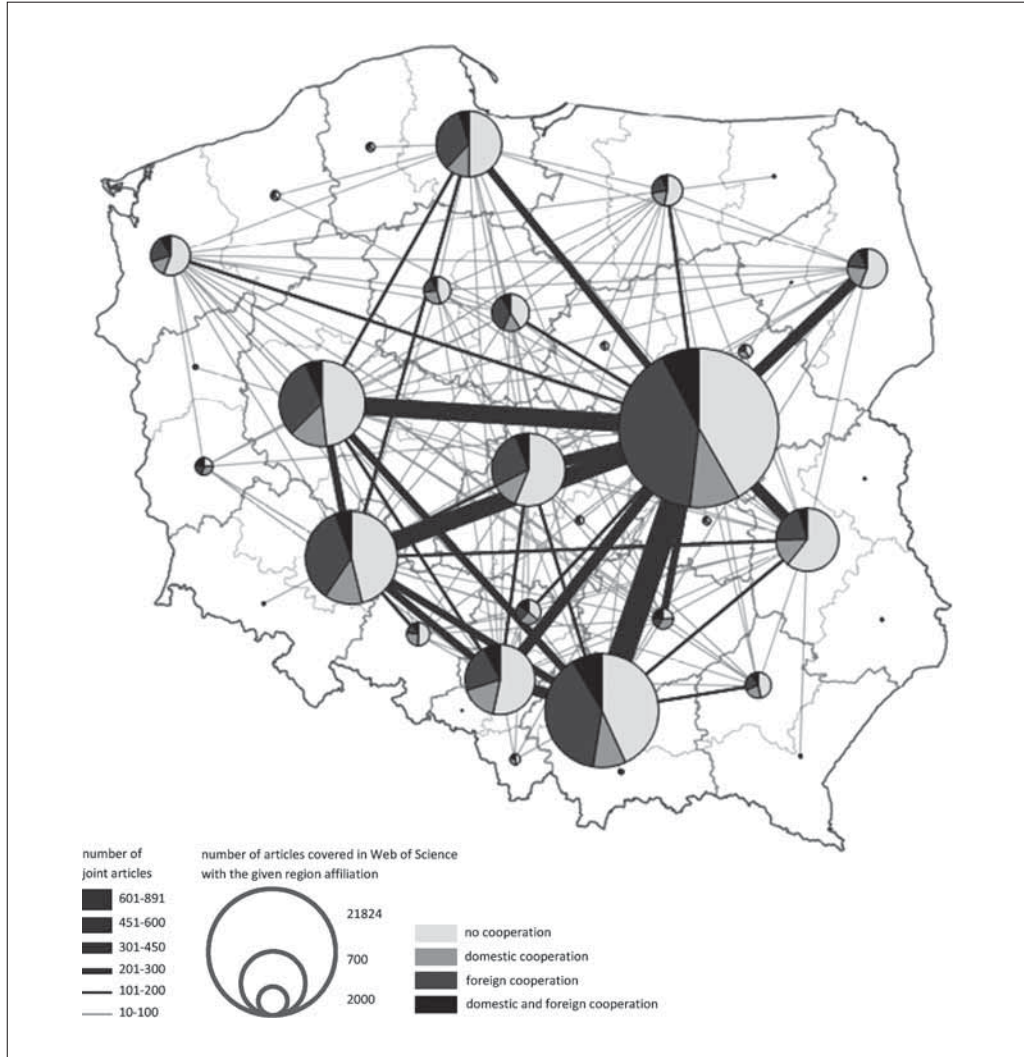 number of
joint articles
601-891
451-600
301-450
201-300
101-200
10-100
number of articles covered in Web of Science
with the given region affiliation
21824
700
2000
no cooperation
domestic cooperation
foreign cooperation
domestic and foreign cooperation